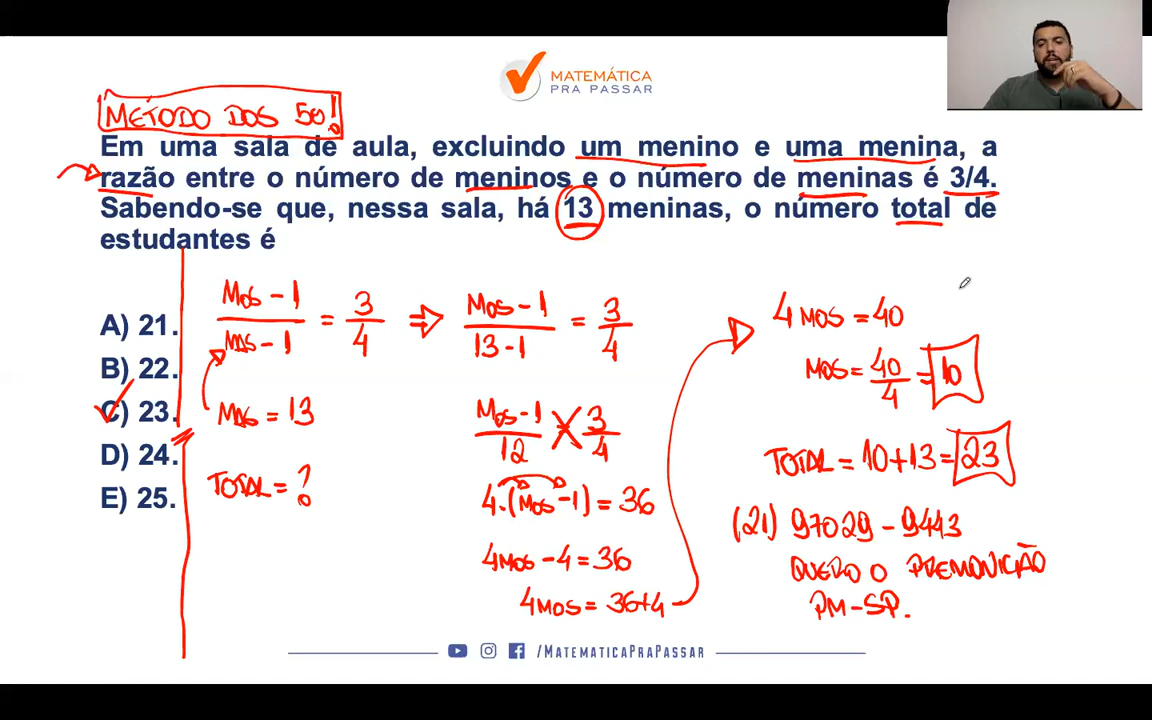 MATEMÁTICA
PRA PASSAR
MÉTODO DOS 50!
Em uma sala de aula, excluindo um menino e uma menina, a
razão entre o número de meninos e o número de meninas é 3/4.
Sabendo-se que, nessa sala, há 13 meninas, o número total de
estudantes é
A) 21.
B) 22.
C) 23.
D) 24.
E) 25.
MOS - 1 / MAS - 1 = 3/4 ⇒ MOS - 1 / 13 - 1 = 3/4
MAS = 13
TOTAL = ?
MOS - 1 / 12 = 3/4
4.(MOS - 1) = 36
4MOS - 4 = 36
4MOS = 36+4
4MOS = 40
MOS = 40/4 = 10
TOTAL = 10+13 = 23
(21) 97029-9443
QUERO O PREMONIÇÃO
PM-SP.
/MATEMATICAPRAPASSAR